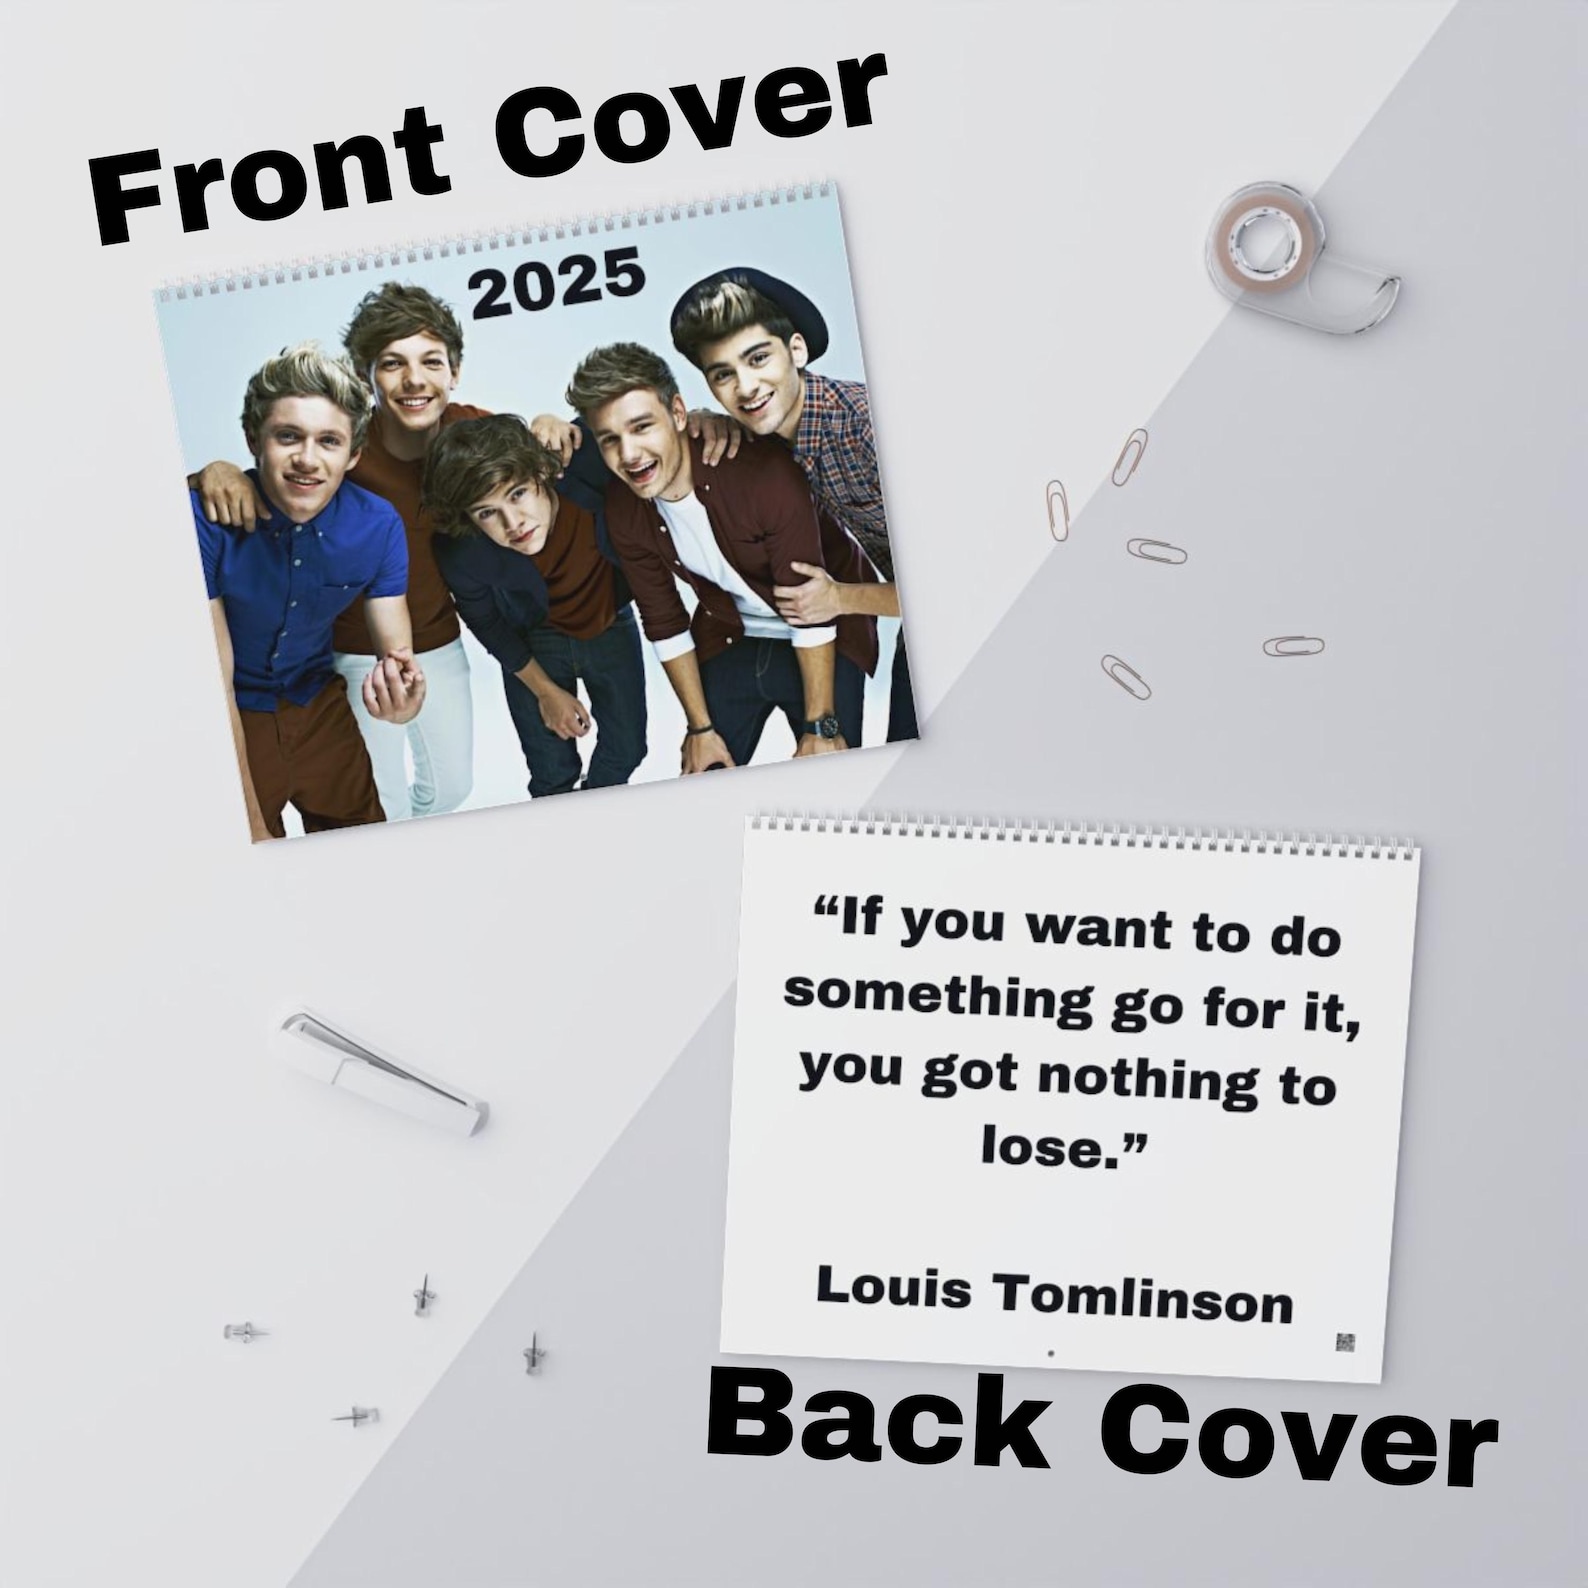 Front Cover
2025
“If you want to do
something go for it,
you got nothing to
lose.”
Louis Tomlinson
Back Cover